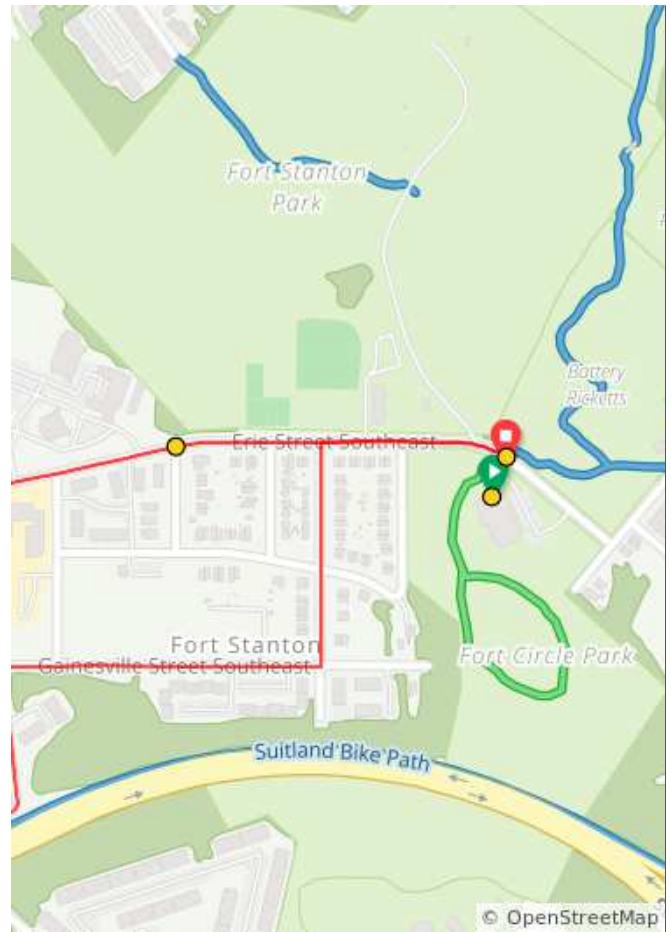 Fort Stanton
Park
Battery
Ricketts
Erie Street Southeast
Fort Stanton
Gainesville Street Southeast
Fort Circle Park
Suitland Bike Path
© OpenStreetMap